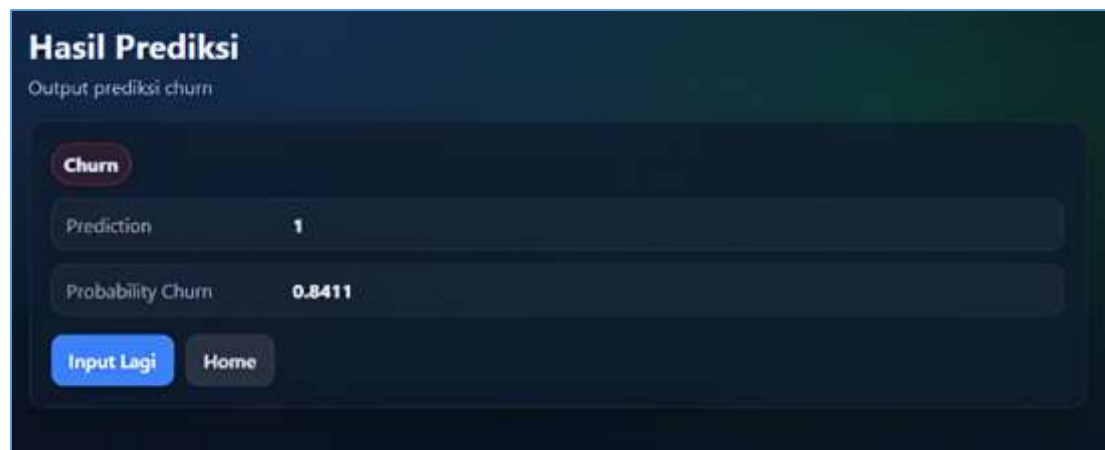 Hasil Prediksi
Output prediksi churn
Churn
Prediction 1
Probability Churn 0.8411
Input Lagi Home